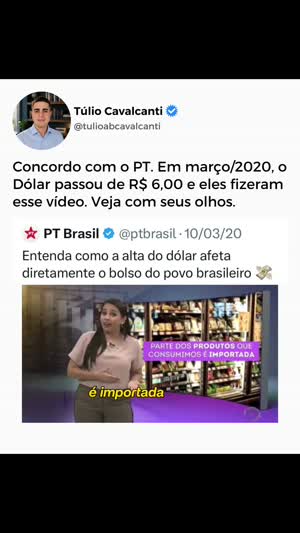 Túlio Cavalcanti
@tulioabcavalcanti
Concordo com o PT. Em março/2020, o
Dólar passou de R$ 6,00 e eles fizeram
esse vídeo. Veja com seus olhos.
PT Brasil @ptbrasil · 10/03/20
Entenda como a alta do dólar afeta
diretamente o bolso do povo brasileiro 💸
PARTE DOS PRODUTOS QUE
CONSUMIMOS É IMPORTADA
é importada